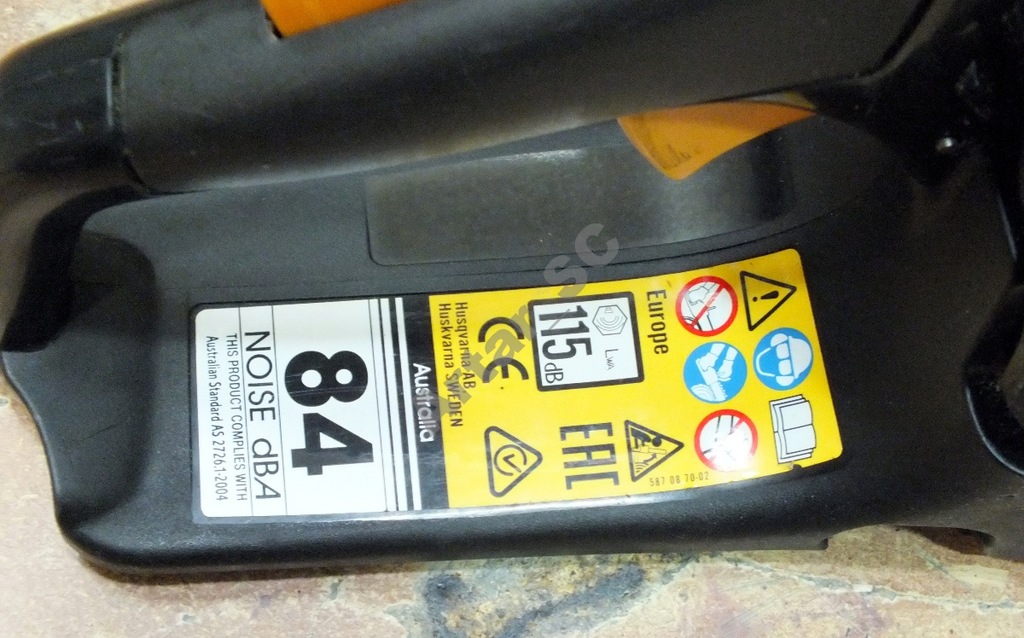 Europe
115 dB
LWA
CE
Husqvarna AB
Huskvarna SWEDEN
EAC
587 08 70-02
Australia
84
NOISE dBA
THIS PRODUCT COMPLIES WITH
Australian Standard AS 2726.1-2004